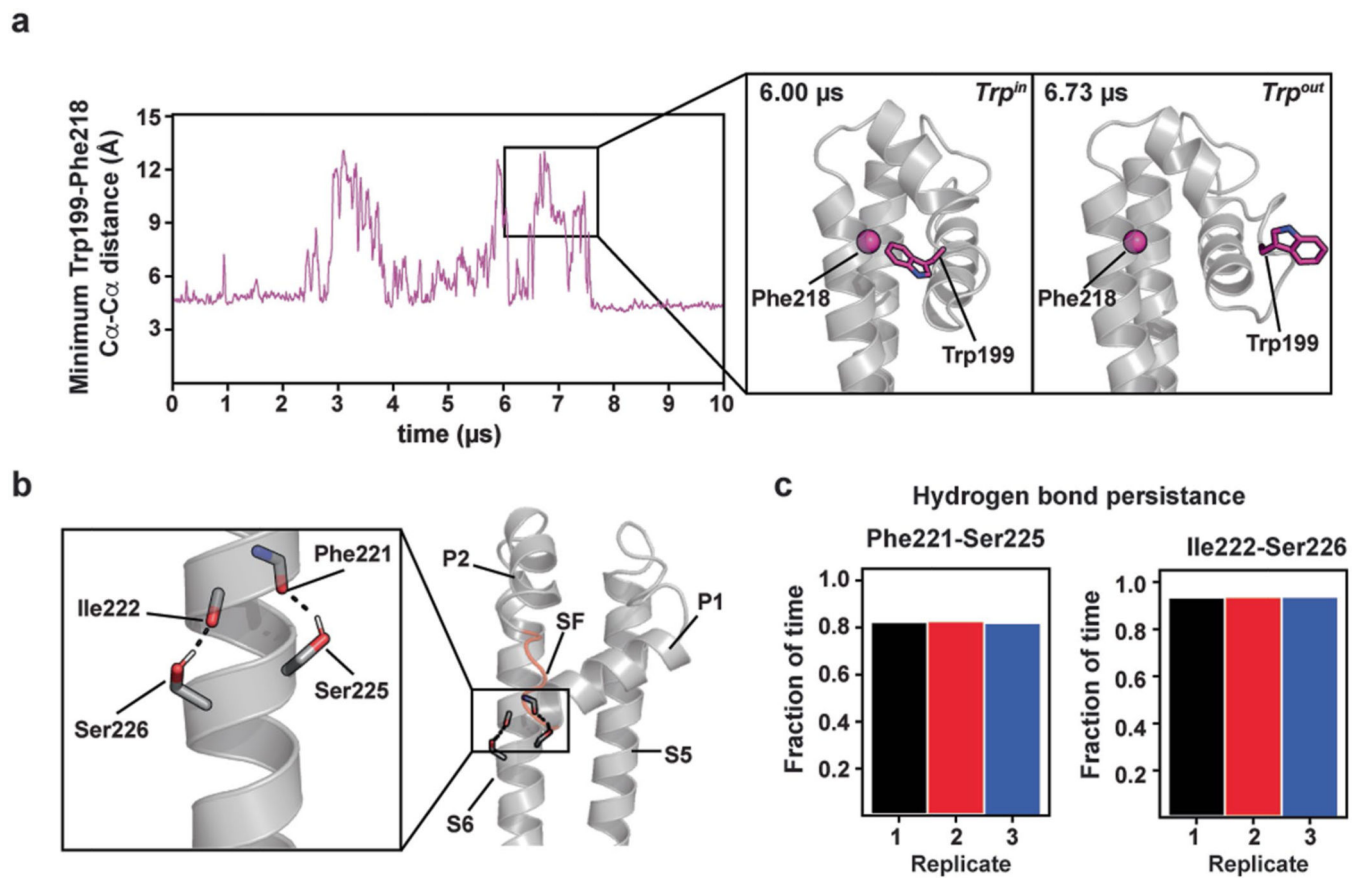 a
Minimum Trp199-Phe218
Cα-Cα distance (Å)
15
12
9
6
3
0 1 2 3 4 5 6 7 8 9 10
time (µs)
6.00 µs
Trpⁱⁿ
Phe218
Trp199
6.73 µs
Trpᵒᵘᵗ
Phe218
Trp199
b
Phe221
Ile222
Ser225
Ser226
P2
SF
P1
S5
S6
c
Hydrogen bond persistance
Phe221-Ser225
Fraction of time
1.0
0.8
0.6
0.4
0.2
1 2 3
Replicate
Ile222-Ser226
Fraction of time
1.0
0.8
0.6
0.4
0.2
1 2 3
Replicate